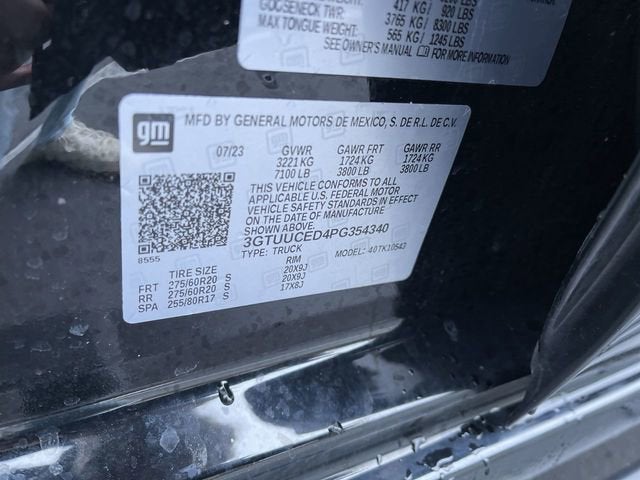 417 KG/ 920 LBS
GOOSENECK TWR: 3765 KG/ 8300 LBS
MAX TONGUE WEIGHT: 565 KG/ 1245 LBS
SEE OWNER'S MANUAL FOR MORE INFORMATION
gm MFD BY GENERAL MOTORS DE MEXICO, S. DE R.L. DE C.V.
07/23 GVWR GAWR FRT GAWR RR
3221 KG 1724 KG 1724 KG
7100 LB 3800 LB 3800 LB
THIS VEHICLE CONFORMS TO ALL
APPLICABLE U.S. FEDERAL MOTOR
VEHICLE SAFETY STANDARDS IN EFFECT
ON THE DATE OF MANUFACTURE
SHOWN ABOVE.
3GTUUCED4PG354340
TYPE: TRUCK MODEL: 40TK10543
8555
TIRE SIZE RIM
FRT 275/60R20 S 20X9J
RR 275/60R20 S 20X9J
SPA 255/80R17 S 17X8J